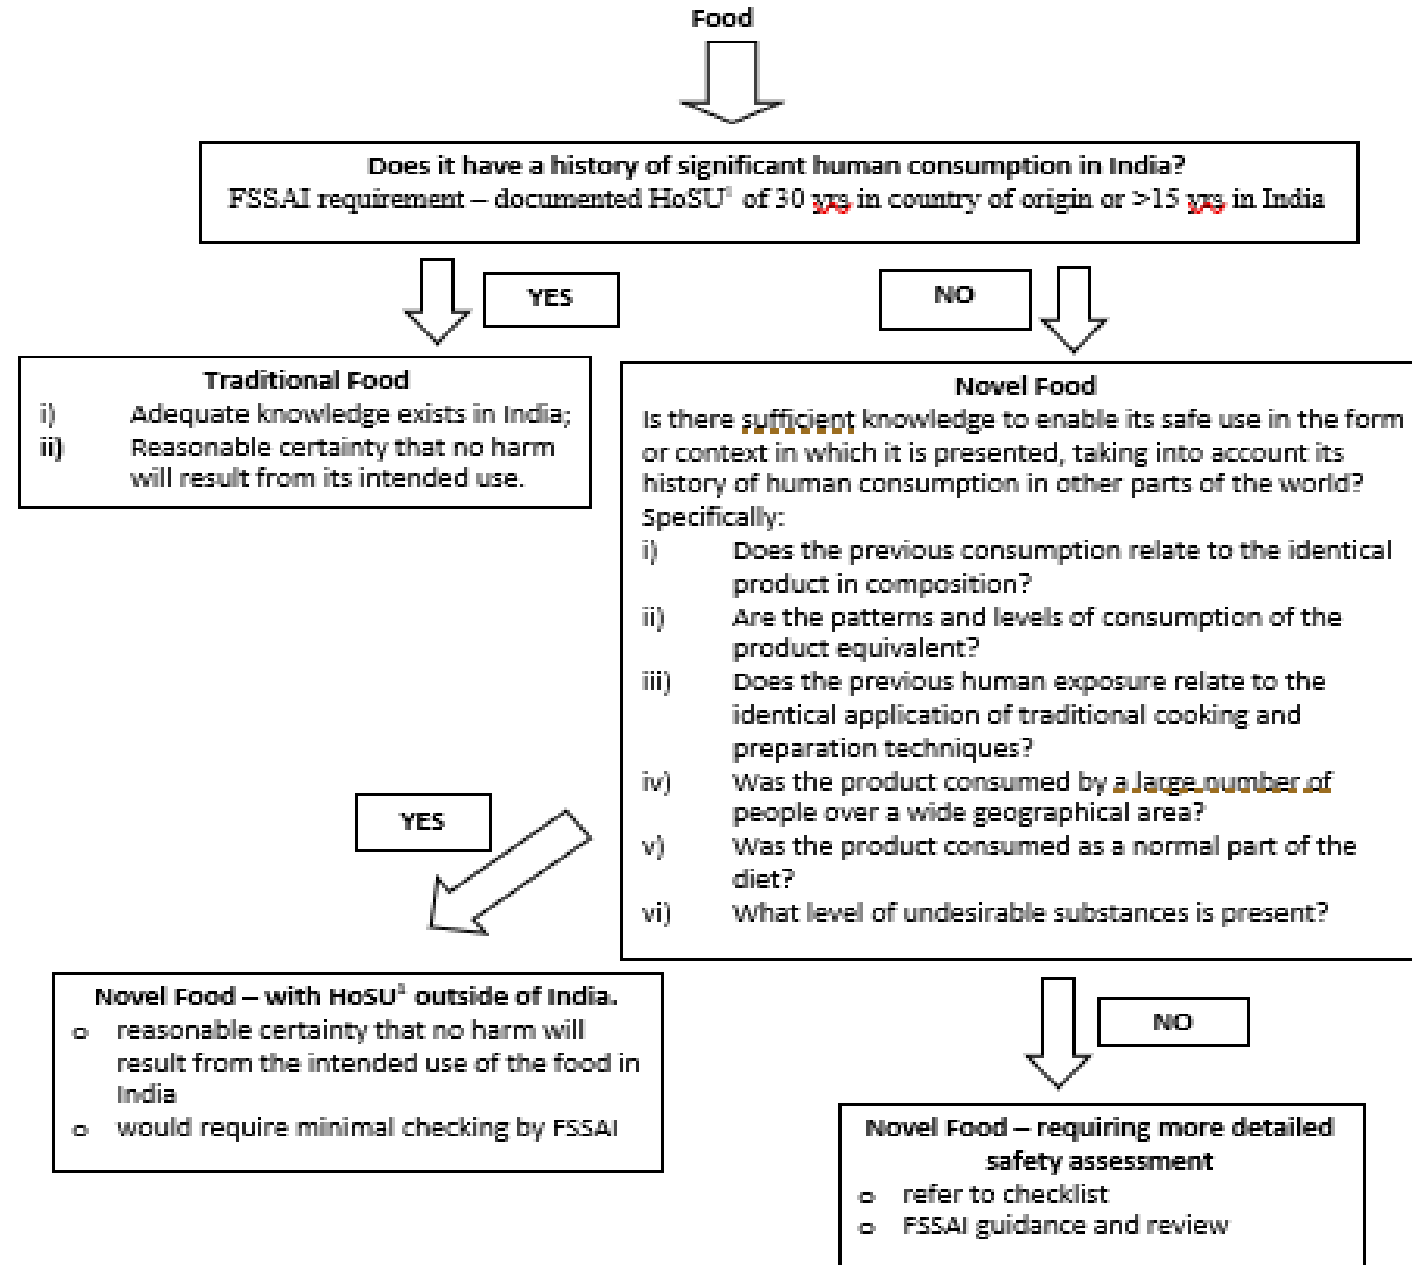 Food
Does it have a history of significant human consumption in India?
FSSAI requirement – documented HoSU¹ of 30 yrs in country of origin or >15 yrs in India
YES
NO
Traditional Food
i) Adequate knowledge exists in India;
ii) Reasonable certainty that no harm
will result from its intended use.
Novel Food
Is there sufficient knowledge to enable its safe use in the form
or context in which it is presented, taking into account its
history of human consumption in other parts of the world?
Specifically:
i) Does the previous consumption relate to the identical
product in composition?
ii) Are the patterns and levels of consumption of the
product equivalent?
iii) Does the previous human exposure relate to the
identical application of traditional cooking and
preparation techniques?
iv) Was the product consumed by a large number of
people over a wide geographical area?
v) Was the product consumed as a normal part of the
diet?
vi) What level of undesirable substances is present?
YES
Novel Food – with HoSU¹ outside of India.
o reasonable certainty that no harm will
result from the intended use of the food in
India
o would require minimal checking by FSSAI
NO
Novel Food – requiring more detailed
safety assessment
o refer to checklist
o FSSAI guidance and review